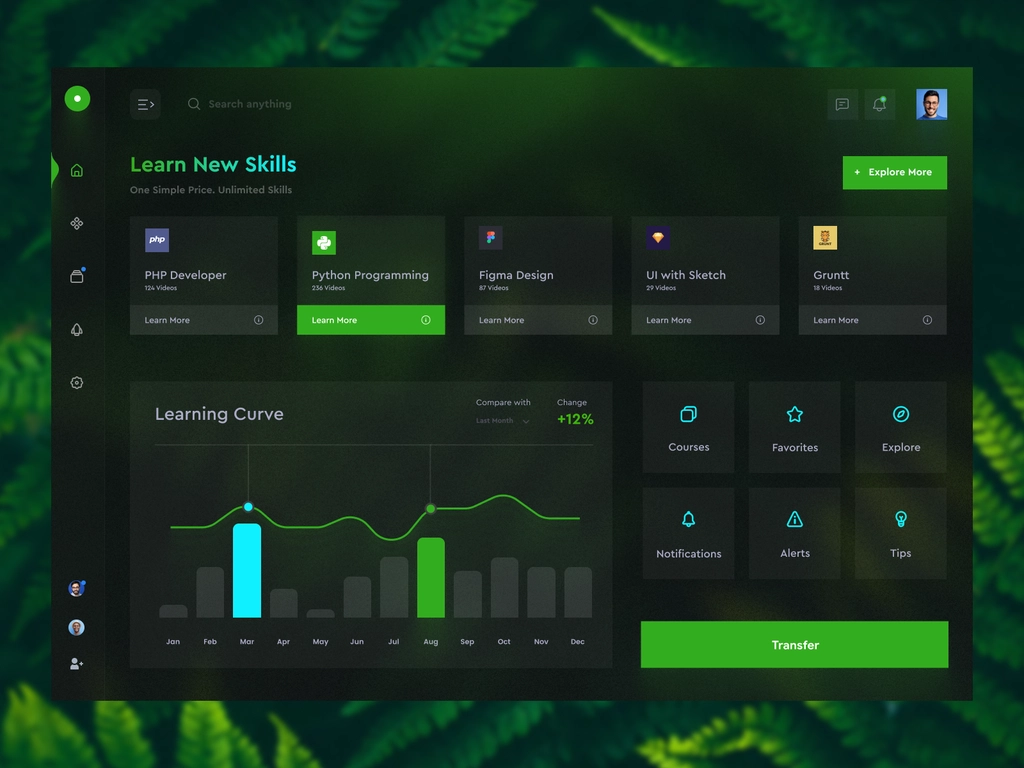 Search anything
Learn New Skills
One Simple Price. Unlimited Skills
+ Explore More
php
PHP Developer
124 Videos
Learn More
Python Programming
236 Videos
Learn More
Figma Design
87 Videos
Learn More
UI with Sketch
29 Videos
Learn More
GRUNT
Gruntt
18 Videos
Learn More
Learning Curve
Compare with
Last Month
Change
+12%
Jan Feb Mar Apr May Jun Jul Aug Sep Oct Nov Dec
Courses
Favorites
Explore
Notifications
Alerts
Tips
Transfer